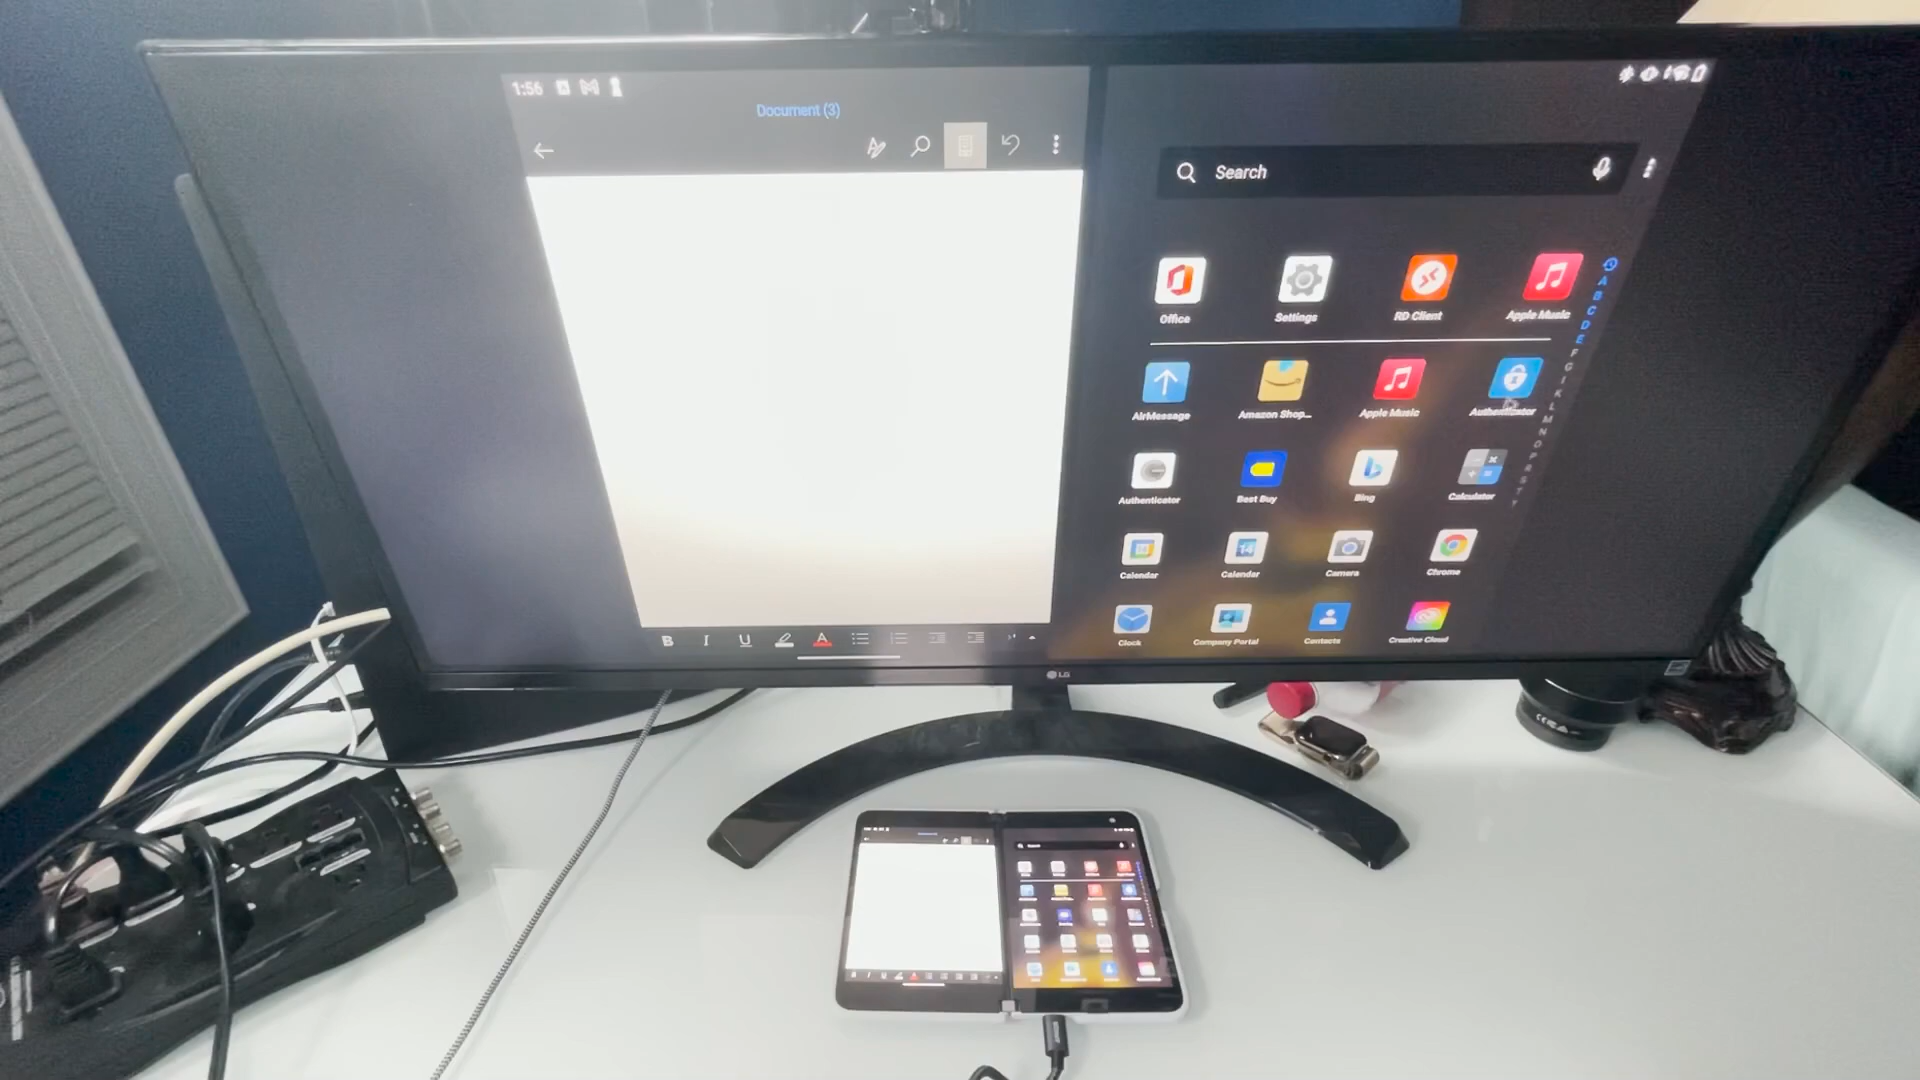 1:56
Document (3)
Search
Office
Settings
RD Client
Apple Music
AirMessage
Amazon Shop...
Apple Music
Authenticator
Authenticator
Best Buy
Bing
Calculator
Calendar
14
Calendar
Camera
Chrome
Clock
Company Portal
Contacts
Creative Cloud
A
B
C
D
E
F
G
I
K
L
M
N
O
P
R
S
T
Y
B I U A
LG